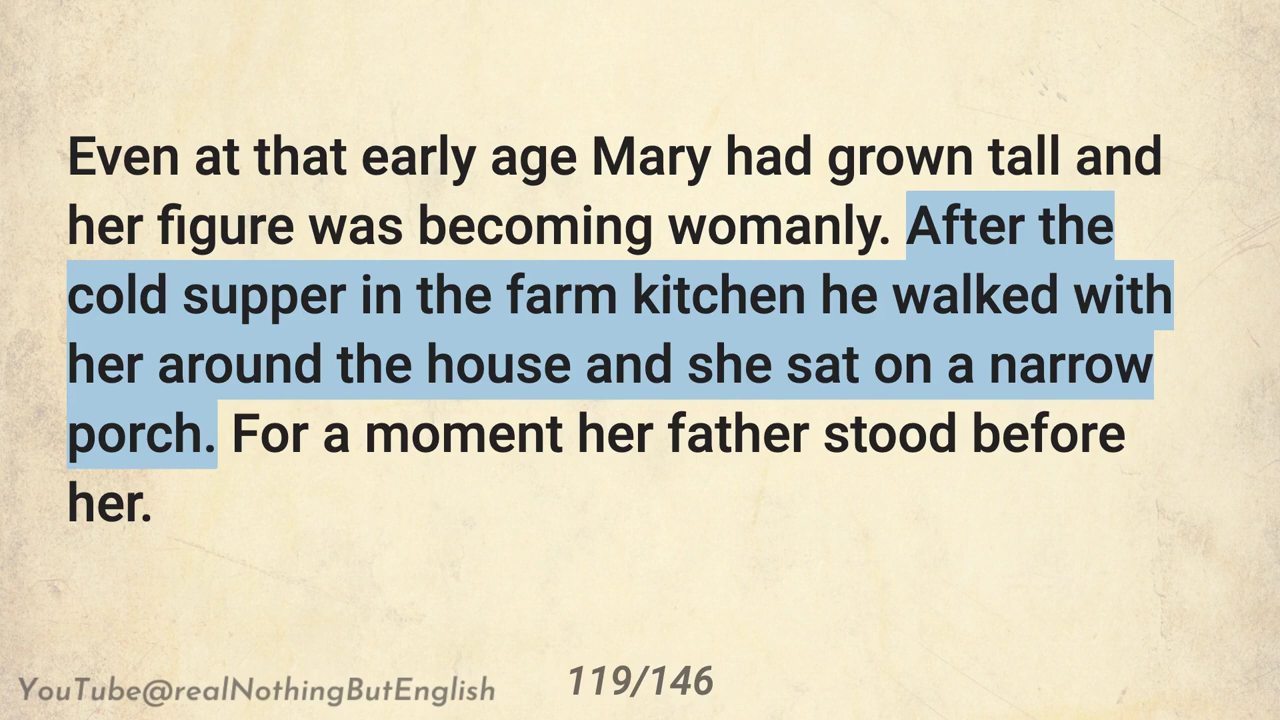 Even at that early age Mary had grown tall and
her figure was becoming womanly. After the
cold supper in the farm kitchen he walked with
her around the house and she sat on a narrow
porch. For a moment her father stood before
her.
119/146
YouTube@realNothingButEnglish